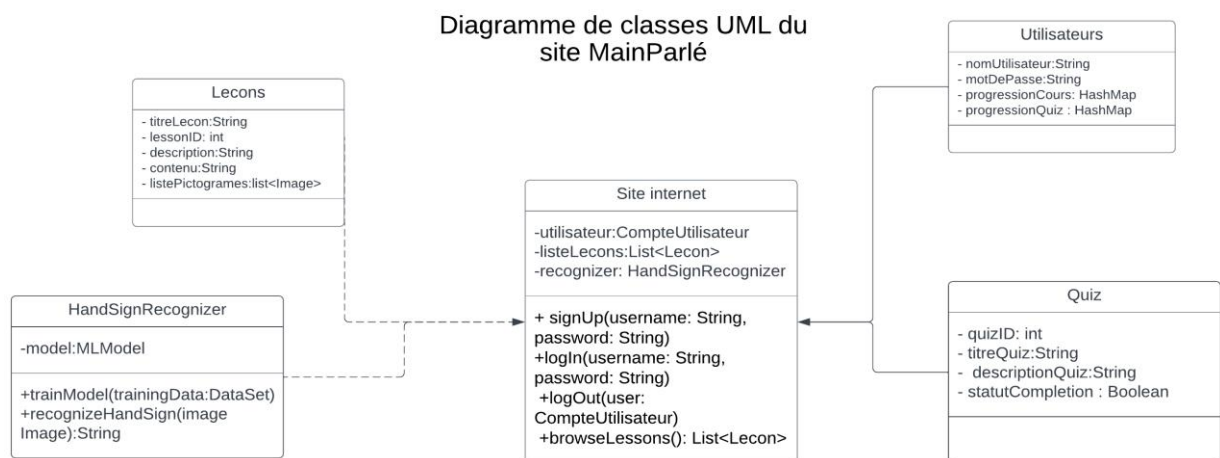 Diagramme de classes UML du
site MainParlé
Lecons
- titreLecon:String
- lessonID: int
- description:String
- contenu:String
- listePictogrames:list<Image>
HandSignRecognizer
-model:MLModel
+trainModel(trainingData:DataSet)
+recognizeHandSign(image
Image):String
Site internet
-utilisateur:CompteUtilisateur
-listeLecons:List<Lecon>
-recognizer: HandSignRecognizer
+ signUp(username: String,
password: String)
+logIn(username: String,
password: String)
+logOut(user:
CompteUtilisateur)
+browseLessons(): List<Lecon>
Utilisateurs
- nomUtilisateur:String
- motDePasse:String
- progressionCours: HashMap
- progressionQuiz : HashMap
Quiz
- quizID: int
- titreQuiz:String
- descriptionQuiz:String
- statutCompletion : Boolean